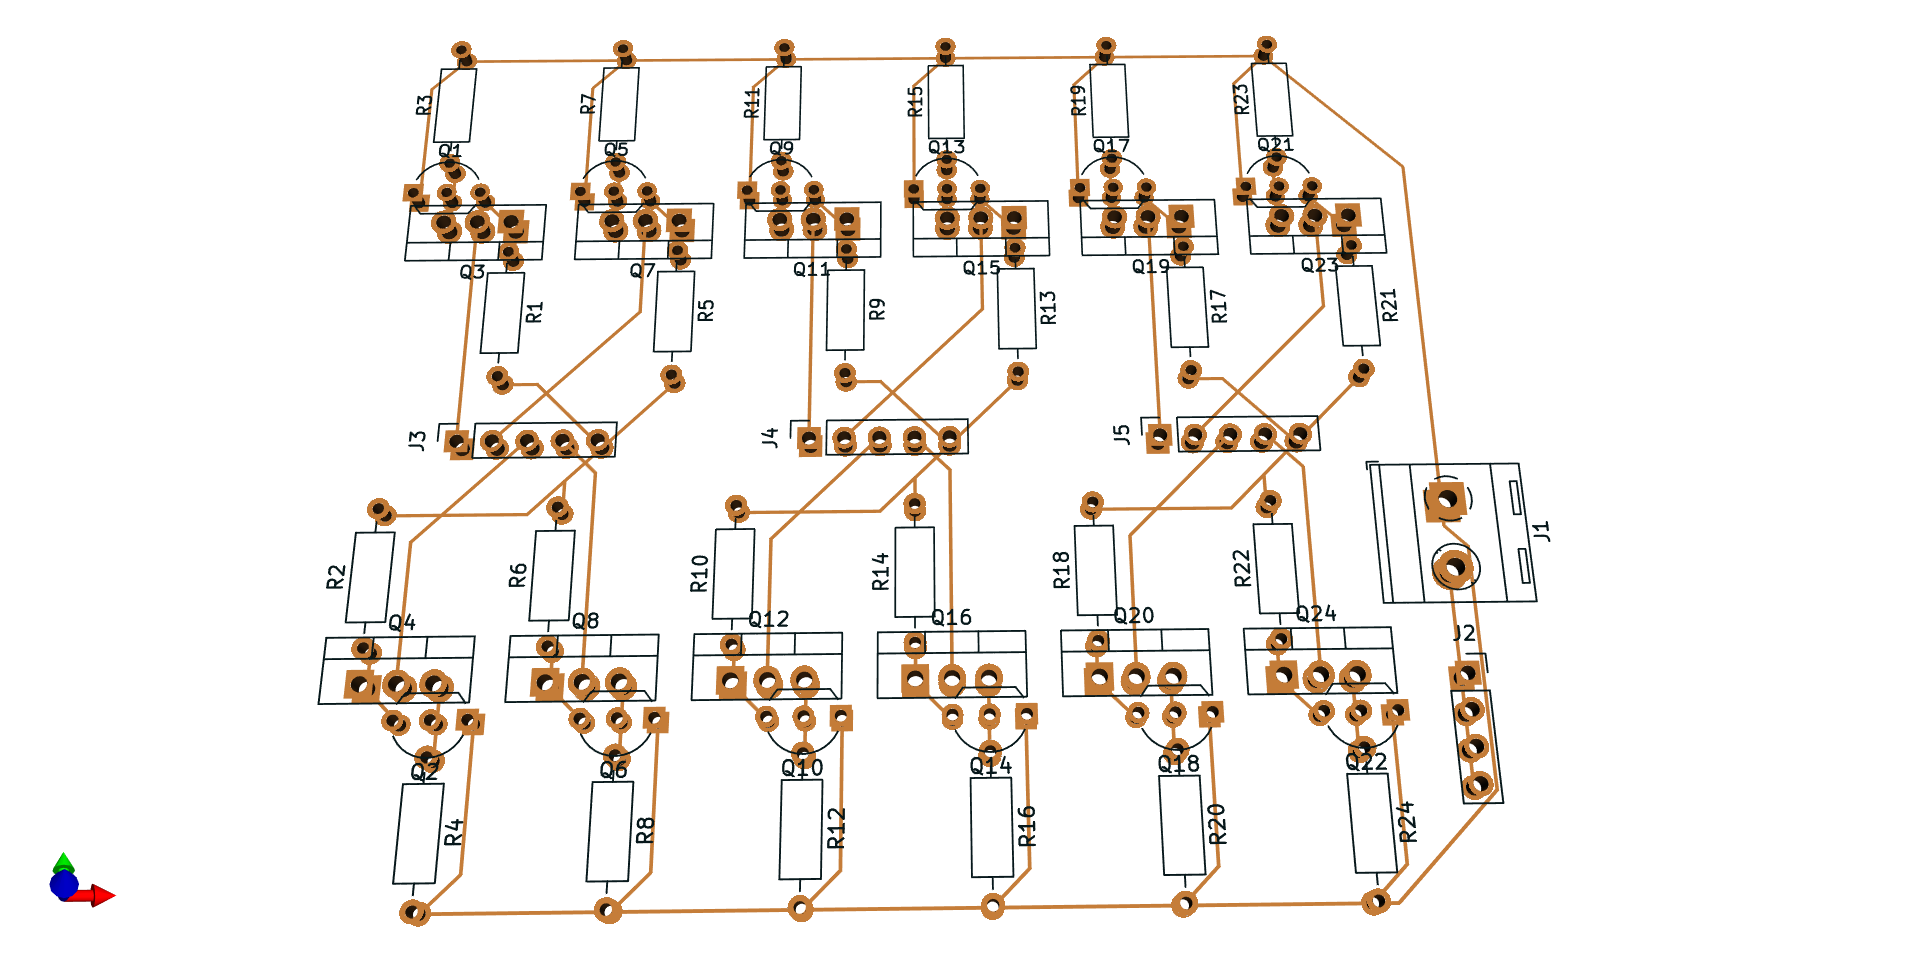 R3 R7 R11 R15 R19 R23
Q1 Q5 Q9 Q13 Q17 Q21
Q3 Q7 Q11 Q15 Q19 Q23
R1 R5 R9 R13 R17 R21
J3 J4 J5
J1
R2 R6 R10 R14 R18 R22
Q4 Q8 Q12 Q16 Q20 Q24
J2
Q2 Q6 Q10 Q14 Q18 Q22
R4 R8 R12 R16 R20 R24